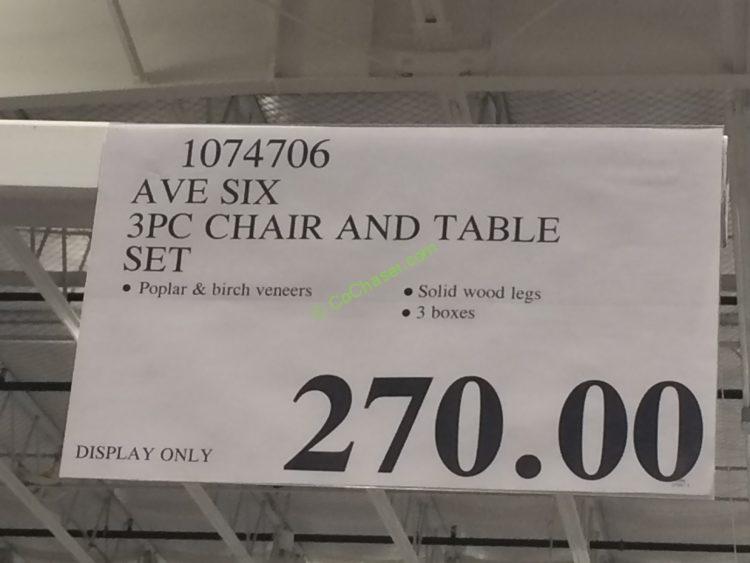 1074706
AVE SIX
3PC CHAIR AND TABLE
SET
• Poplar & birch veneers
• Solid wood legs
• 3 boxes
© CoChaser.com
270.00
DISPLAY ONLY